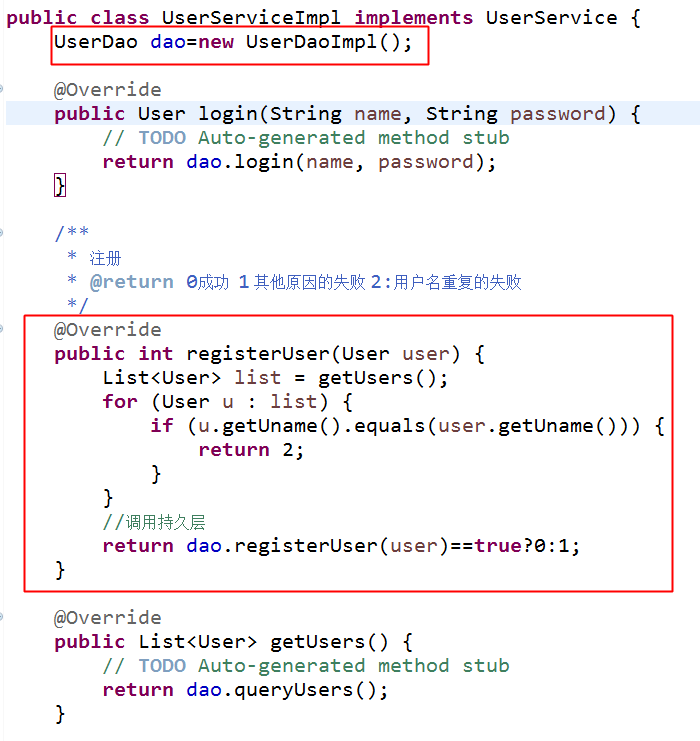 public class UserServiceImpl implements UserService {
UserDao dao=new UserDaoImpl();
@Override
public User login(String name, String password) {
// TODO Auto-generated method stub
return dao.login(name, password);
}
/**
* 注册
* @return 0成功 1 其他原因的失败 2:用户名重复的失败
*/
@Override
public int registerUser(User user) {
List<User> list = getUsers();
for (User u : list) {
if (u.getUname().equals(user.getUname())) {
return 2;
}
}
//调用持久层
return dao.registerUser(user)==true?0:1;
}
@Override
public List<User> getUsers() {
// TODO Auto-generated method stub
return dao.queryUsers();
}